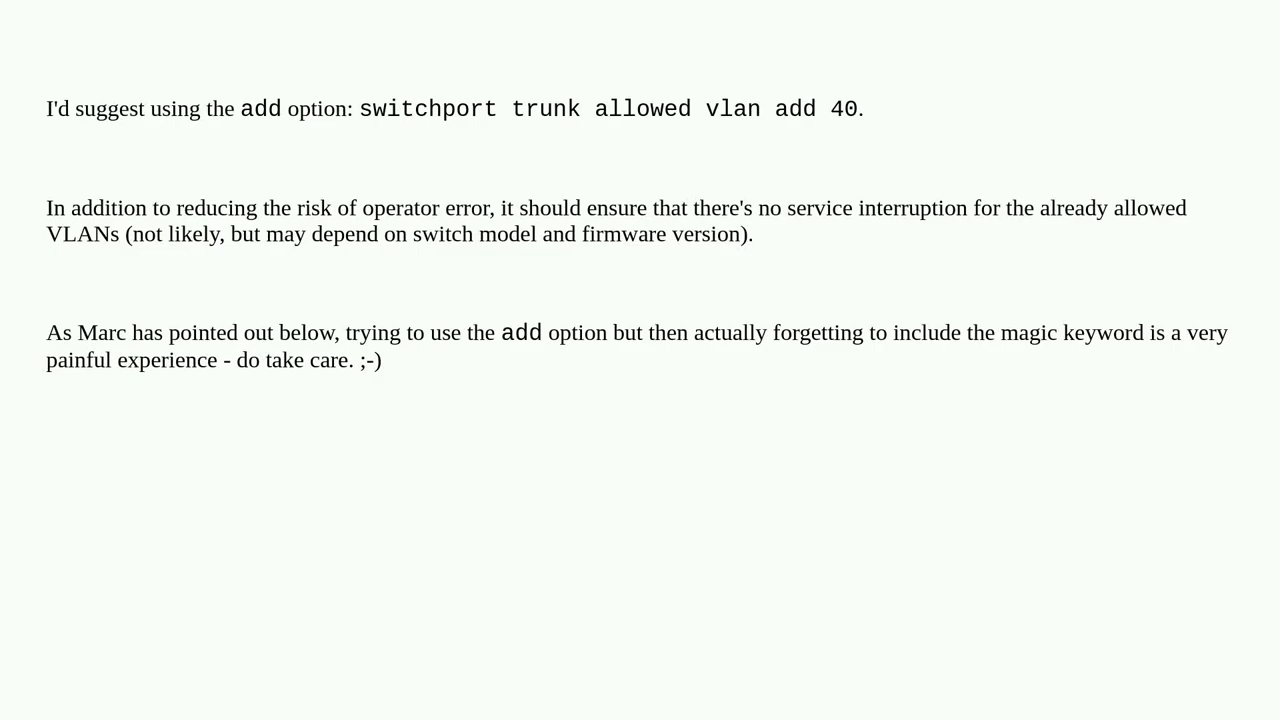 I'd suggest using the add option: switchport trunk allowed vlan add 40.
In addition to reducing the risk of operator error, it should ensure that there's no service interruption for the already allowed
VLANs (not likely, but may depend on switch model and firmware version).
As Marc has pointed out below, trying to use the add option but then actually forgetting to include the magic keyword is a very
painful experience - do take care. ;-)